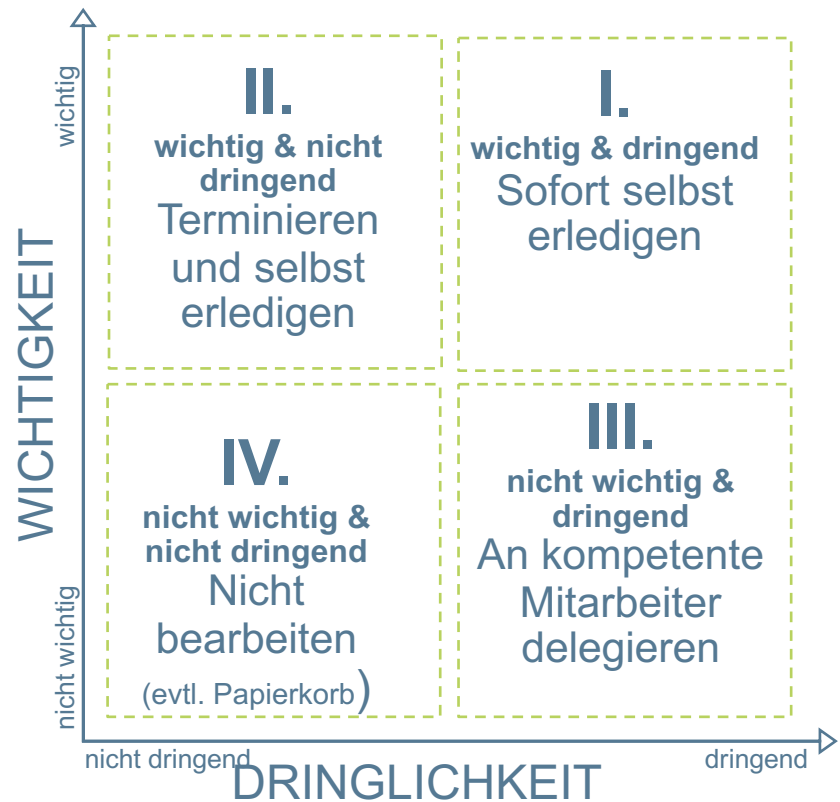 wichtig
II.
wichtig & nicht
dringend
Terminieren
und selbst
erledigen
I.
wichtig & dringend
Sofort selbst
erledigen
WICHTIGKEIT
IV.
nicht wichtig &
nicht dringend
Nicht
bearbeiten
(evtl. Papierkorb)
III.
nicht wichtig &
dringend
An kompetente
Mitarbeiter
delegieren
nicht wichtig
nicht dringend
DRINGLICHKEIT
dringend